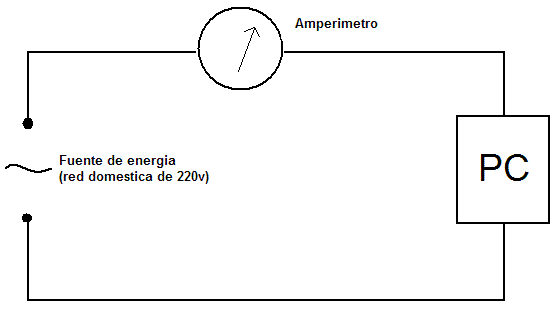 Amperimetro
Fuente de energia
(red domestica de 220v)
PC